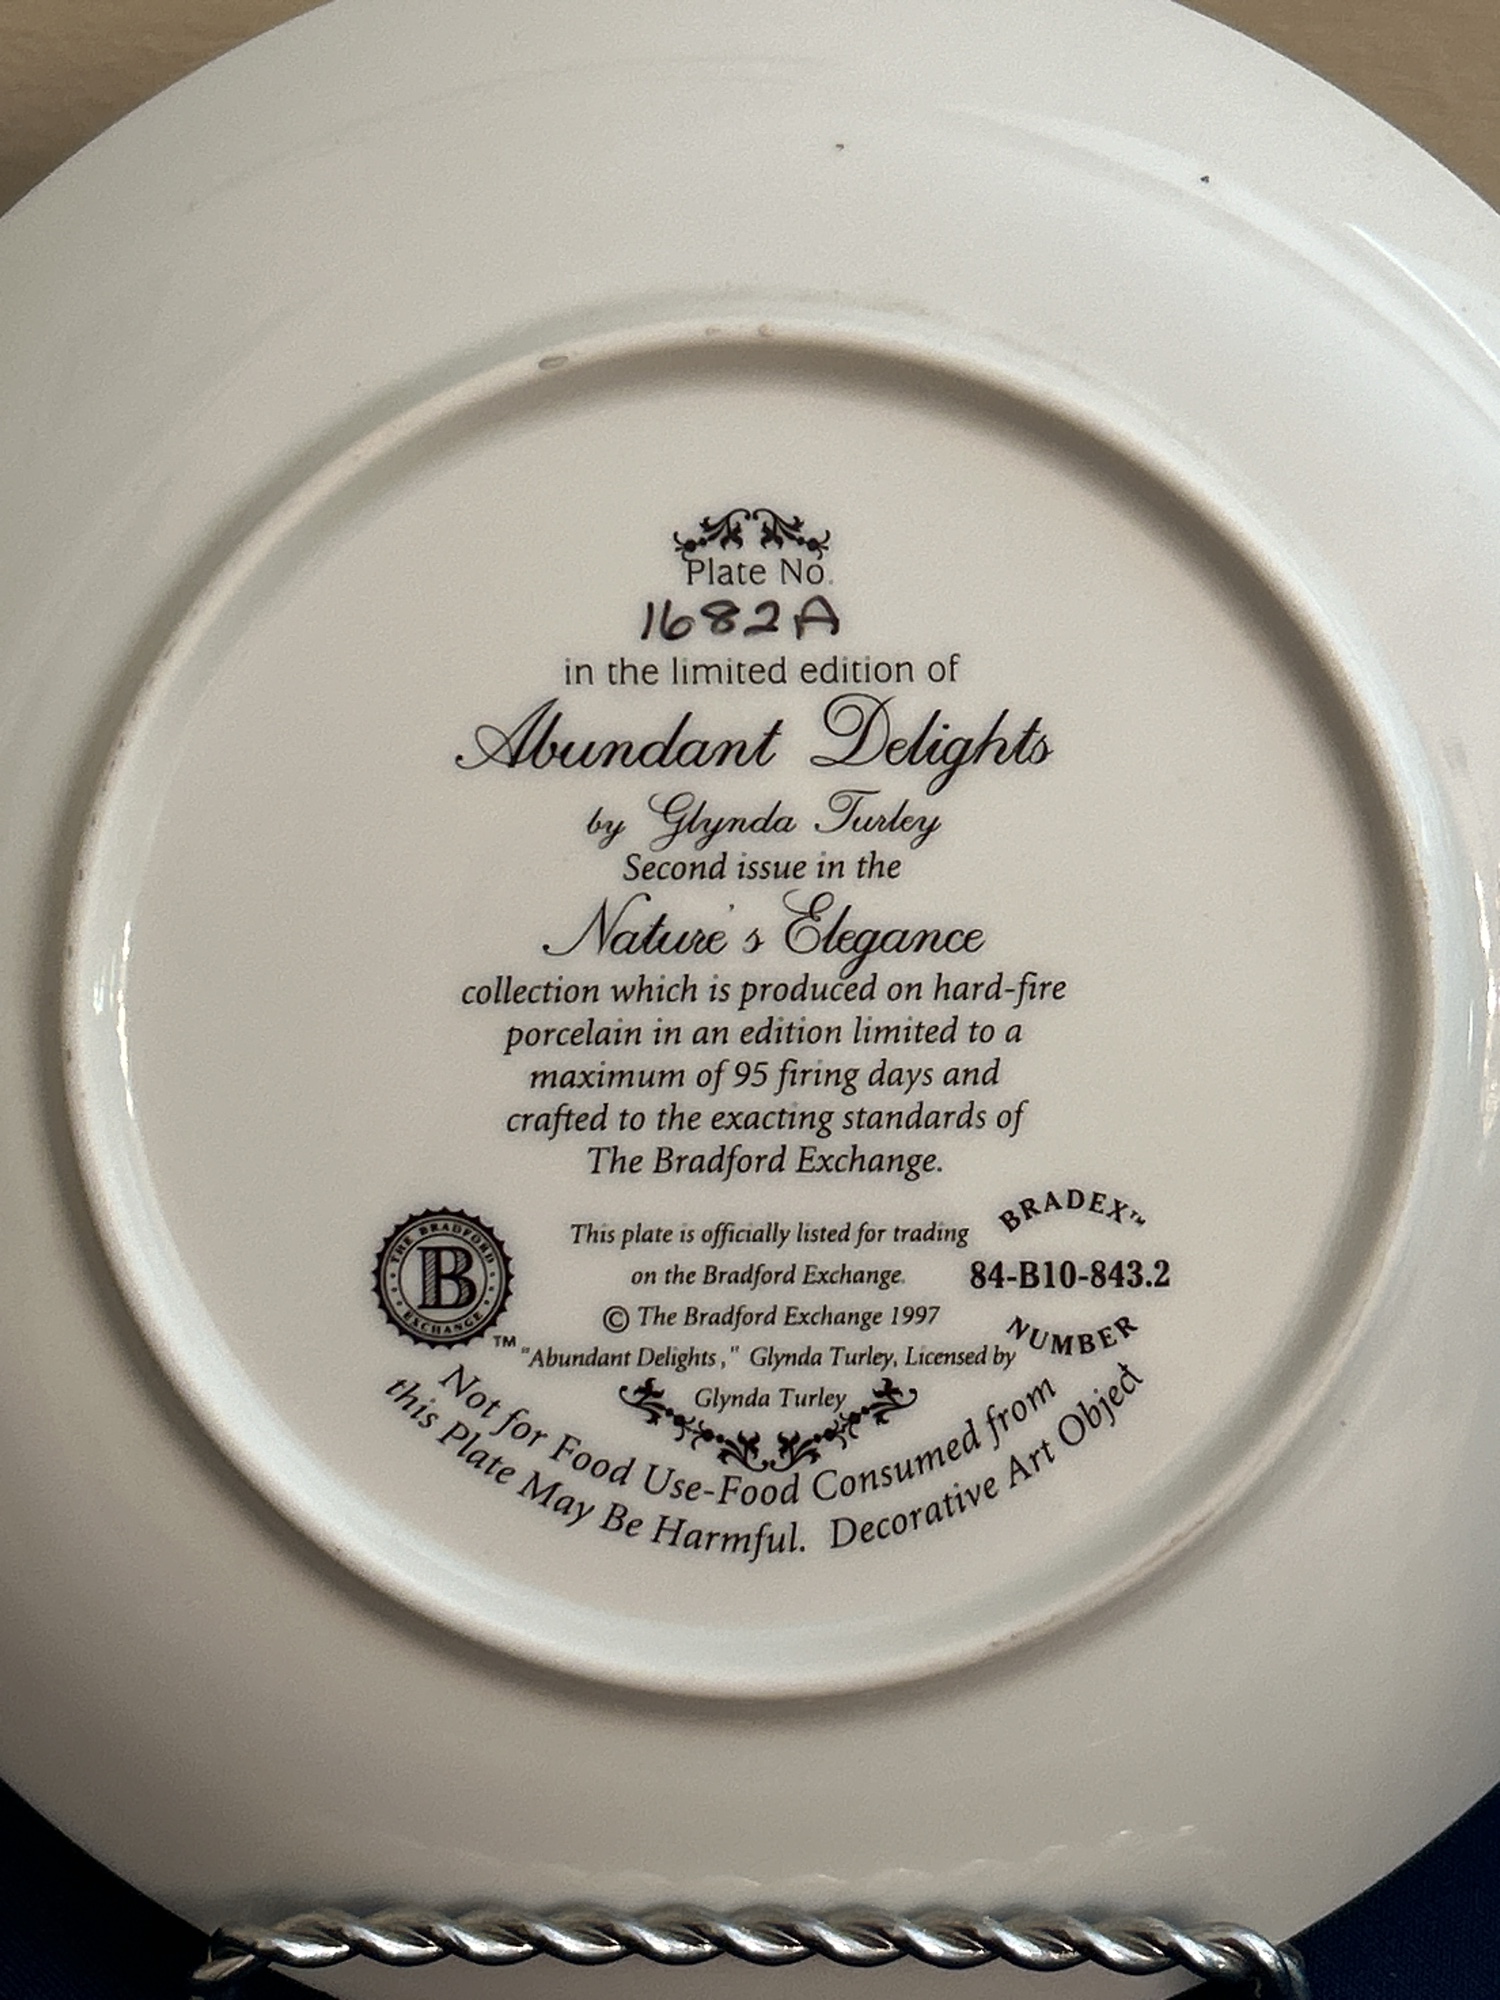 Plate No.
1682A
in the limited edition of
Abundant Delights
by Glynda Turley
Second issue in the
Nature's Elegance
collection which is produced on hard-fire
porcelain in an edition limited to a
maximum of 95 firing days and
crafted to the exacting standards of
The Bradford Exchange.
THE BRADFORD
B
EXCHANGE
TM
This plate is officially listed for trading
on the Bradford Exchange.
© The Bradford Exchange 1997
"Abundant Delights," Glynda Turley, Licensed by
Glynda Turley
BRADEX™
84-B10-843.2
NUMBER
Not for Food Use-Food Consumed from
this Plate May Be Harmful. Decorative Art Object